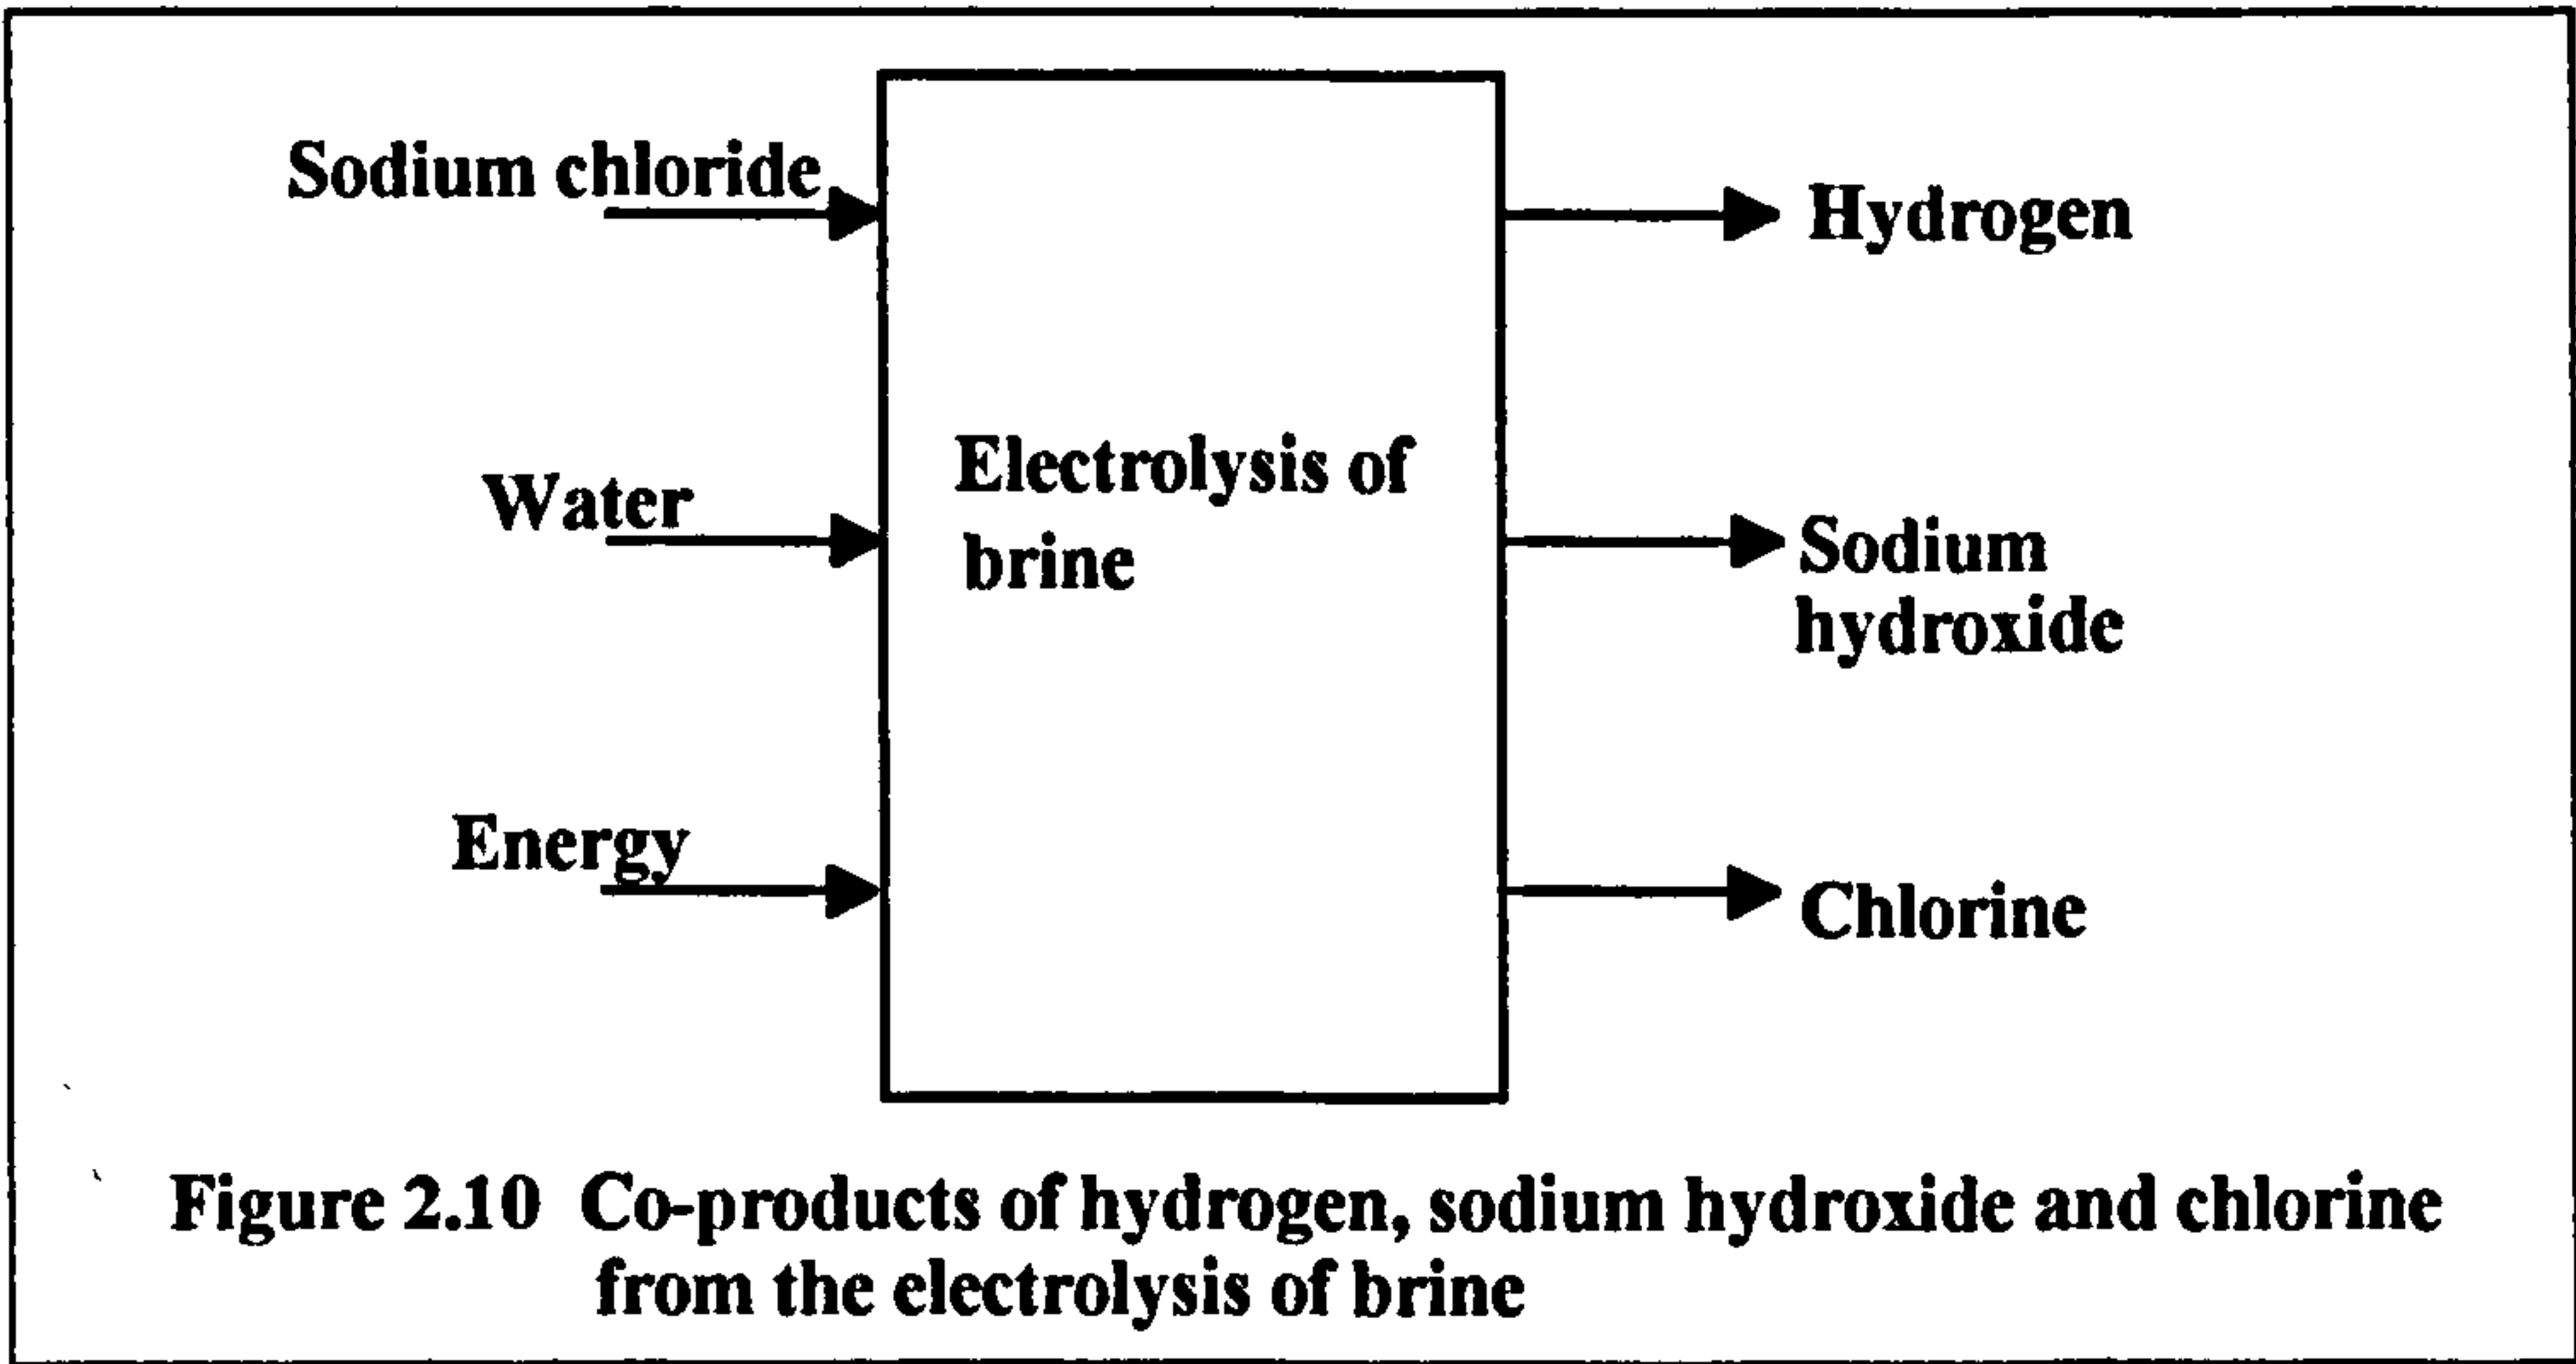 Sodium chloride
Hydrogen
Water
Electrolysis of
brine
Sodium
hydroxide
Energy
Chlorine
Figure 2.10 Co-products of hydrogen, sodium hydroxide and chlorine
from the electrolysis of brine